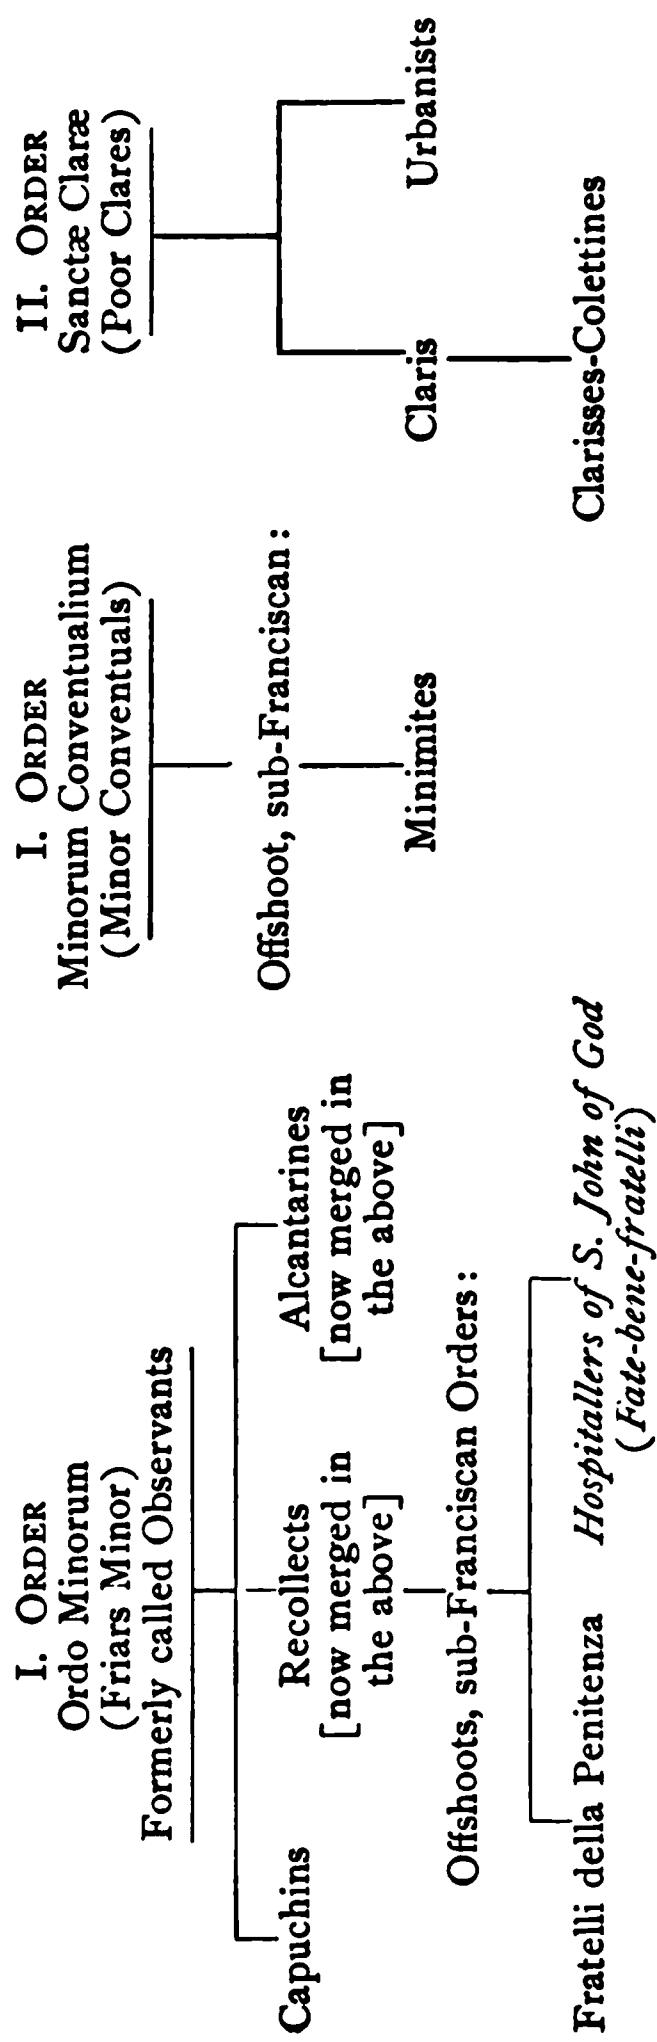 I. ORDER
Ordo Minorum
(Friars Minor)
Formerly called Observants
Capuchins
Recollects
[now merged in
the above]
Alcantarines
[now merged in
the above]
Offshoots, sub-Franciscan Orders:
Fratelli della Penitenza
Hospitallers of S. John of God
(Fate-bene-fratelli)
I. ORDER
Minorum Conventualium
(Minor Conventuals)
Offshoot, sub-Franciscan:
Minimites
II. ORDER
Sanctæ Claræ
(Poor Clares)
Claris
Urbanists
Clarisses-Colettines